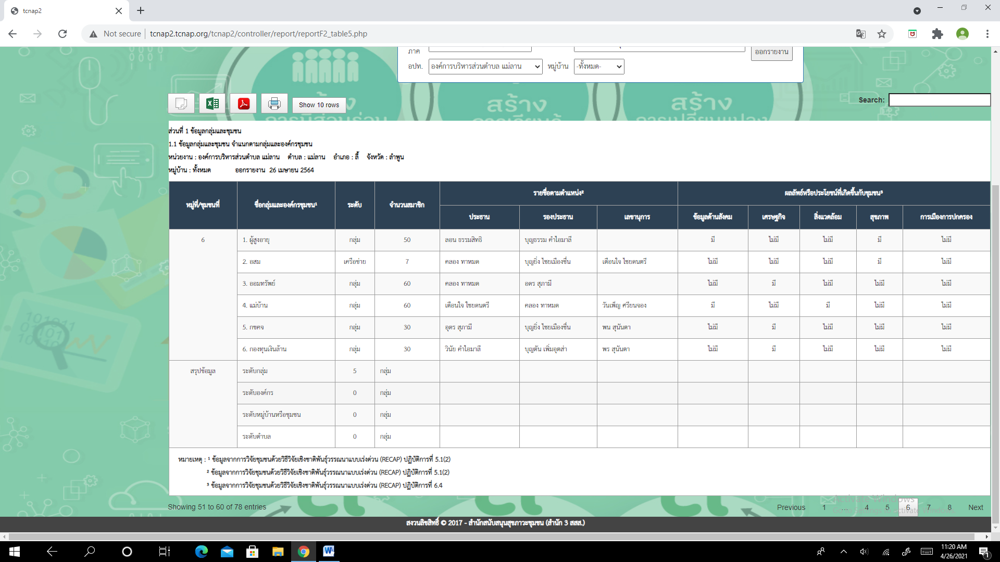 tcnap2
Not secure tcnap2.tcnap.org/tcnap2/controller/report/reportF2_table5.php
ภาค ออกรายงาน
อปท. องค์การบริหารส่วนตำบล แม่ลาน หมู่บ้าน -ทั้งหมด-
Show 10 rows
Search:
สร้าง สร้าง
ส่วนที่ 1 ข้อมูลกลุ่มและชุมชน
1.1 ข้อมูลกลุ่มและชุมชน จำแนกตามกลุ่มและองค์กรชุมชน
หน่วยงาน : องค์การบริหารส่วนตำบล แม่ลาน ตำบล : แม่ลาน อำเภอ : ลี้ จังหวัด : ลำพูน
หมู่บ้าน : ทั้งหมด ออกรายงาน 26 เมษายน 2564
หมู่ที่/ชุมชนที่ ชื่อกลุ่มและองค์กรชุมชน¹ ระดับ จำนวนสมาชิก รายชื่อตามตำแหน่ง² ผลลัพธ์หรือประโยชน์ที่เกิดขึ้นกับชุมชน³
ประธาน รองประธาน เลขานุการ ข้อมูลด้านสังคม เศรษฐกิจ สิ่งแวดล้อม สุขภาพ การเมืองการปกครอง
6 1. ผู้สูงอายุ กลุ่ม 50 ลอน ธรรมสิทธิ บุญธรรม คำไอมาลี มี ไม่มี ไม่มี มี ไม่มี
2. อสม เครือข่าย 7 คลอง ทาหมด บุญยิ่ง ไชยเมืองชื่น เตือนใจ ไชยดนตรี ไม่มี ไม่มี ไม่มี มี ไม่มี
3. ออมทรัพย์ กลุ่ม 60 คลอง ทาหมด อดร สุภามี ไม่มี มี ไม่มี ไม่มี ไม่มี
4. แม่บ้าน กลุ่ม 60 เตือนใจ ไชยดนตรี คลอง ทาหมด วันเพ็ญ ศรียนจอง มี ไม่มี มี ไม่มี ไม่มี
5. กขคจ กลุ่ม 30 อุดร สุภามี บุญยิ่ง ไชยเมืองชื่น พน สุนันตา ไม่มี มี ไม่มี ไม่มี ไม่มี
6. กองทุนเงินล้าน กลุ่ม 30 วินัย คำไอมาลี บุญตัน เพิ่มอุตส่า พร สุนันตา ไม่มี มี ไม่มี ไม่มี ไม่มี
สรุปข้อมูล ระดับกลุ่ม 5 กลุ่ม
ระดับองค์กร 0 กลุ่ม
ระดับหมู่บ้านหรือชุมชน 0 กลุ่ม
ระดับตำบล 0 กลุ่ม
หมายเหตุ : ¹ ข้อมูลจากการวิจัยชุมชนด้วยวิธีวิจัยเชิงชาติพันธุ์วรรณนาแบบเร่งด่วน (RECAP) ปฏิบัติการที่ 5.1(2)
² ข้อมูลจากการวิจัยชุมชนด้วยวิธีวิจัยเชิงชาติพันธุ์วรรณนาแบบเร่งด่วน (RECAP) ปฏิบัติการที่ 5.1(2)
³ ข้อมูลจากการวิจัยชุมชนด้วยวิธีวิจัยเชิงชาติพันธุ์วรรณนาแบบเร่งด่วน (RECAP) ปฏิบัติการที่ 6.4
Activate Windows
Showing 51 to 60 of 78 entries Previous 1 … 4 5 6 7 8 Next
สงวนลิขสิทธิ์ © 2017 - สำนักสนับสนุนสุขภาวะชุมชน (สำนัก 3 สสส.)
11:20 AM
4/26/2021